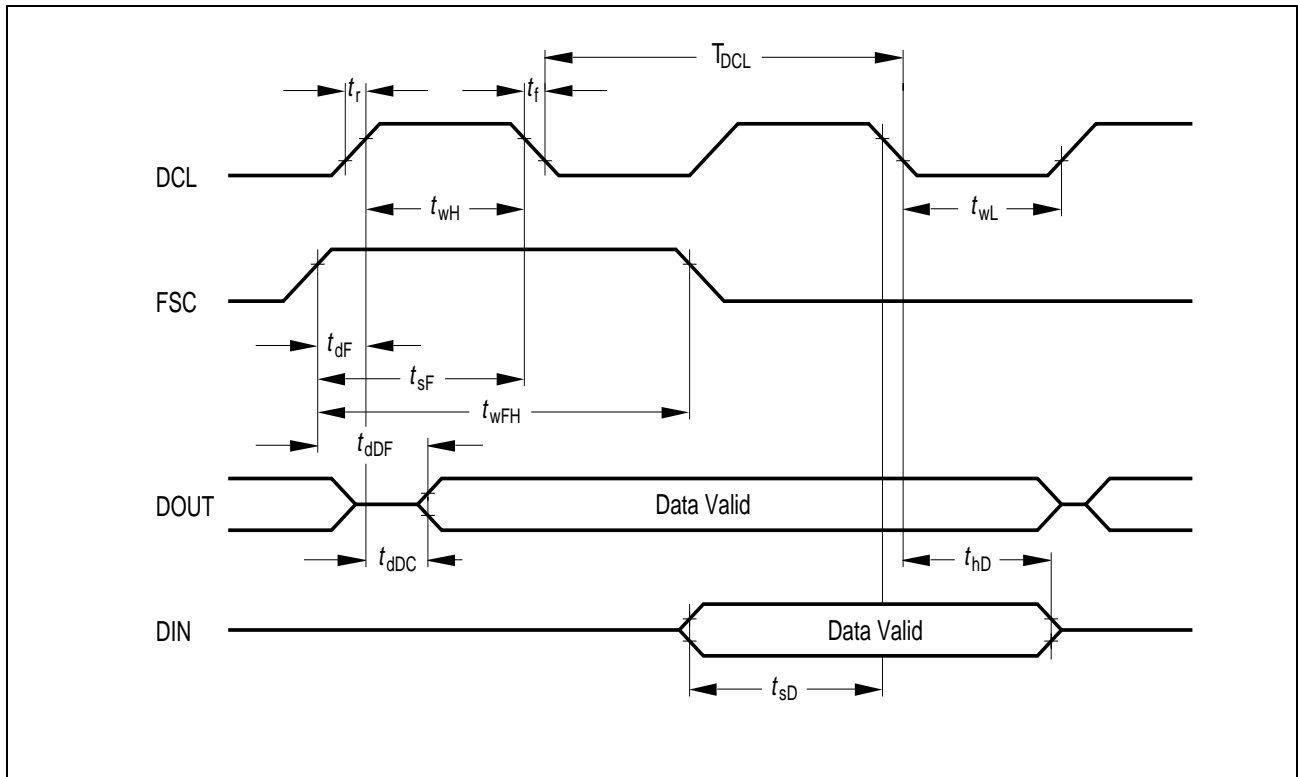 T_DCL
t_r
t_f
DCL
t_wH
t_wL
FSC
t_dF
t_sF
t_wFH
t_dDF
DOUT
Data Valid
t_dDC
t_hD
DIN
Data Valid
t_sD